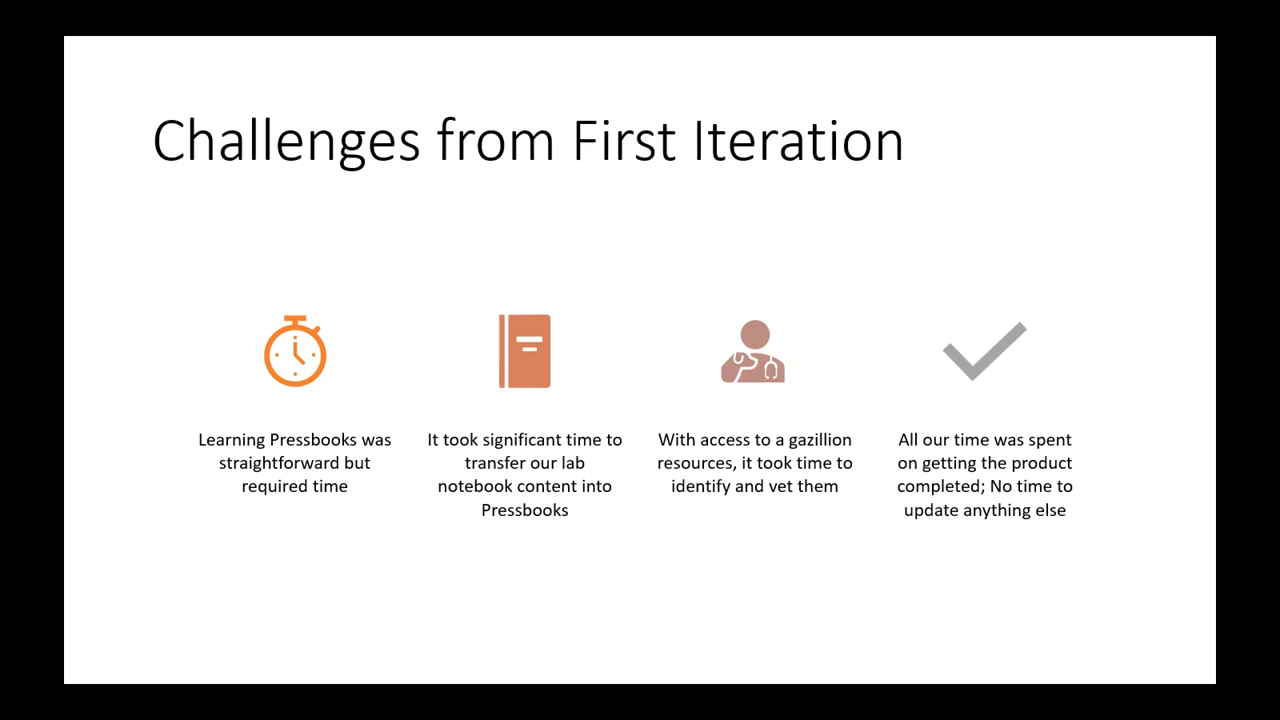 Challenges from First Iteration
Learning Pressbooks was
straightforward but
required time
It took significant time to
transfer our lab
notebook content into
Pressbooks
With access to a gazillion
resources, it took time to
identify and vet them
All our time was spent
on getting the product
completed; No time to
update anything else